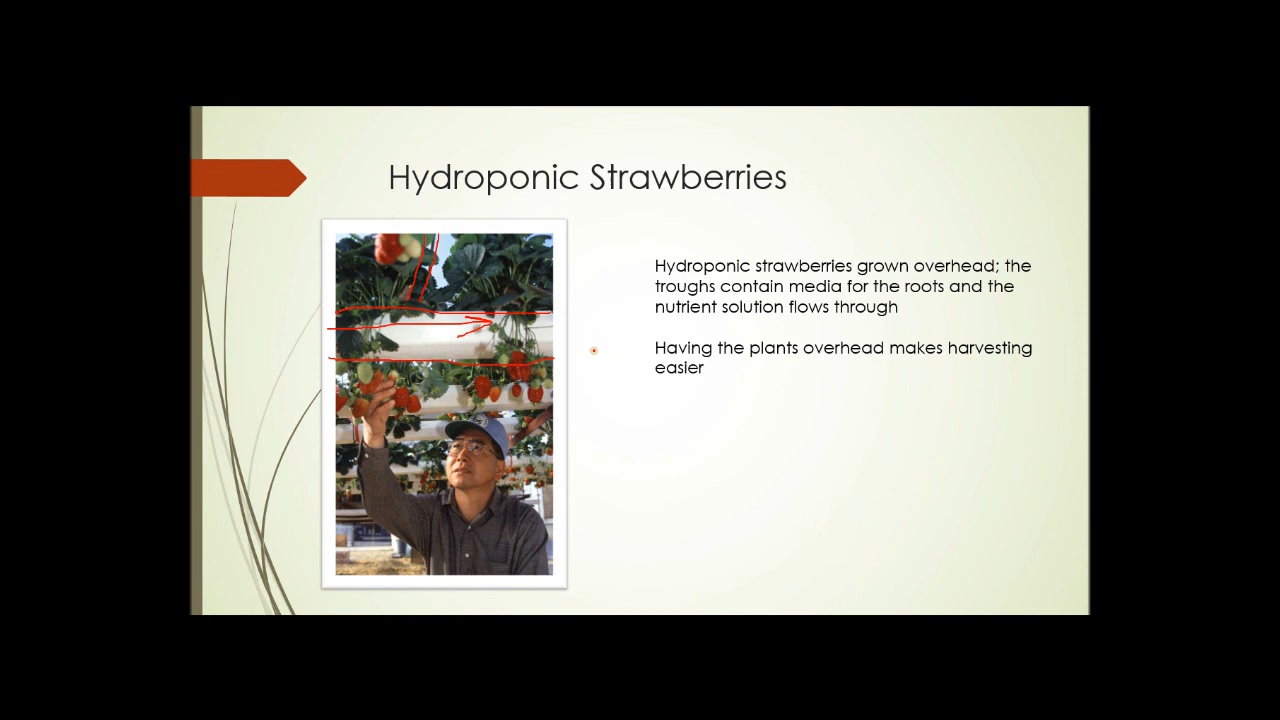 Hydroponic Strawberries
Hydroponic strawberries grown overhead; the
troughs contain media for the roots and the
nutrient solution flows through
Having the plants overhead makes harvesting
easier